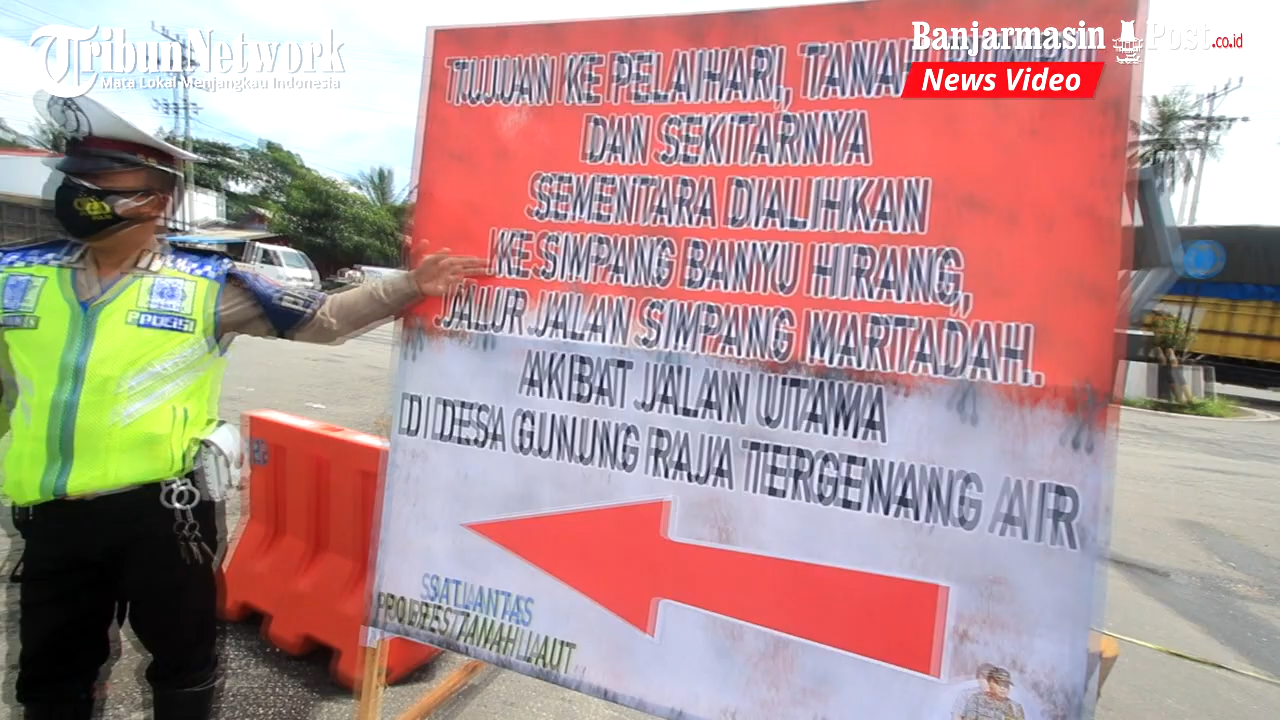 TribunNetwork
Mata Lokal Menjangkau Indonesia
Banjarmasin Post.co.id
News Video
TUJUAN KE PELAIHARI, TANAH
DAN SEKITARNYA
SEMENTARA DIALIHKAN
KE SIMPANG BANYU HIRANG,
JALUR JALAN SIMPANG MARTADAH.
AKIBAT JALAN UTAMA
DI DESA GUNUNG RAJA TERGENANG AIR
SATLANTAS
POLRES TANAH LAUT
POLISI